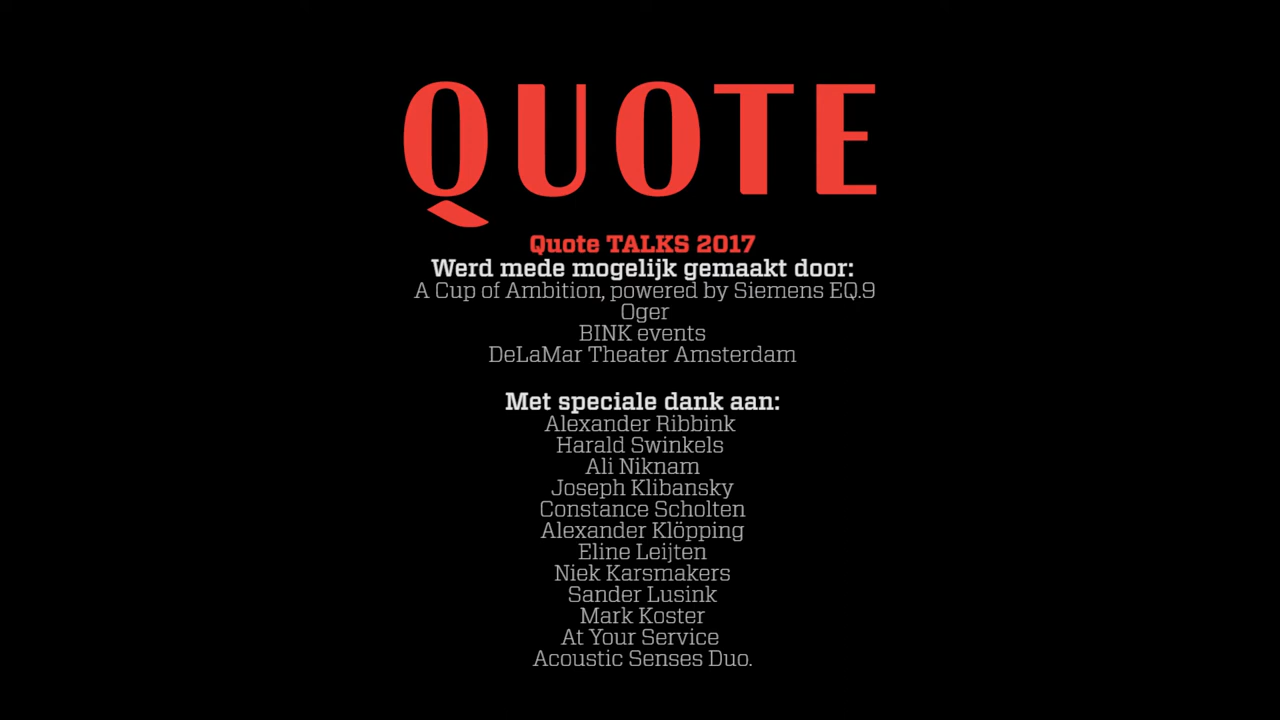 QUOTE
Quote TALKS 2017
Werd mede mogelijk gemaakt door:
A Cup of Ambition, powered by Siemens EQ.9
Oger
BINK events
DeLaMar Theater Amsterdam
Met speciale dank aan:
Alexander Ribbink
Harald Swinkels
Ali Niknam
Joseph Klibansky
Constance Scholten
Alexander Klöpping
Eline Leijten
Niek Karsmakers
Sander Lusink
Mark Koster
At Your Service
Acoustic Senses Duo.